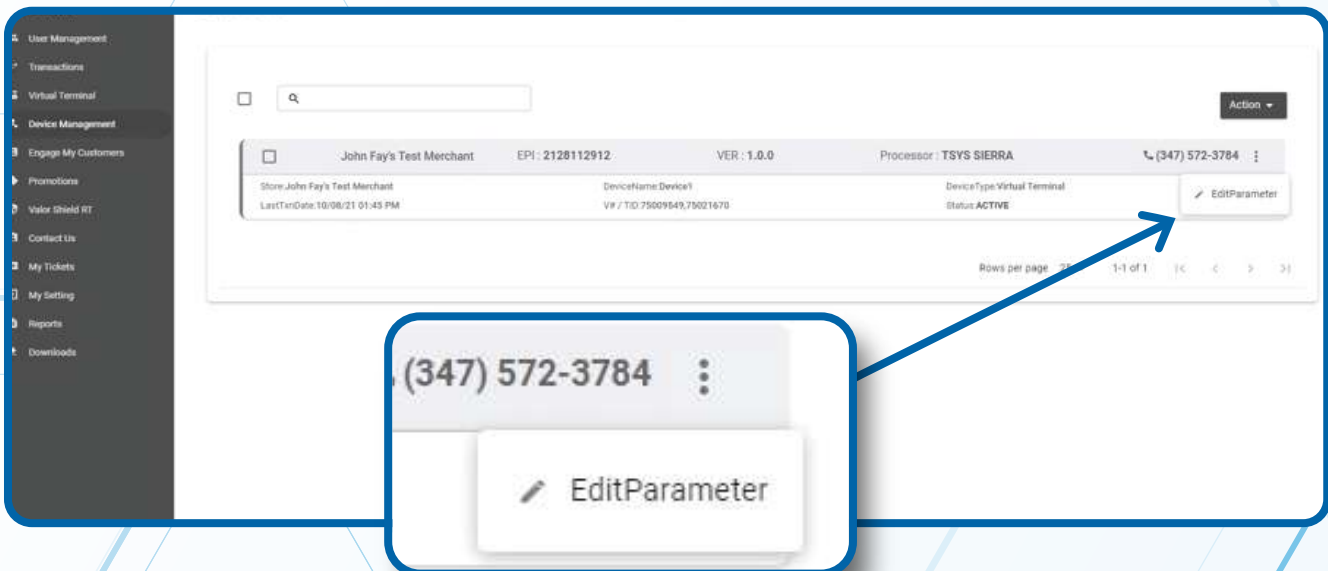 User Management
Transactions
Virtual Terminal
Device Management
Engage My Customers
Promotions
Valor Shield RT
Contact Us
My Tickets
My Setting
Reports
Downloads
Action
John Fay's Test Merchant EPI : 2128112912 VER : 1.0.0 Processor : TSYS SIERRA (347) 572-3784
Store:John Fay's Test Merchant DeviceName:Device1 DeviceType:Virtual Terminal
EditParameter
LastTxnDate:10/08/21 01:45 PM V# / TID:75009849,75021670 Status:ACTIVE
Rows per page 1-1 of 1 |< < > >|
(347) 572-3784
EditParameter